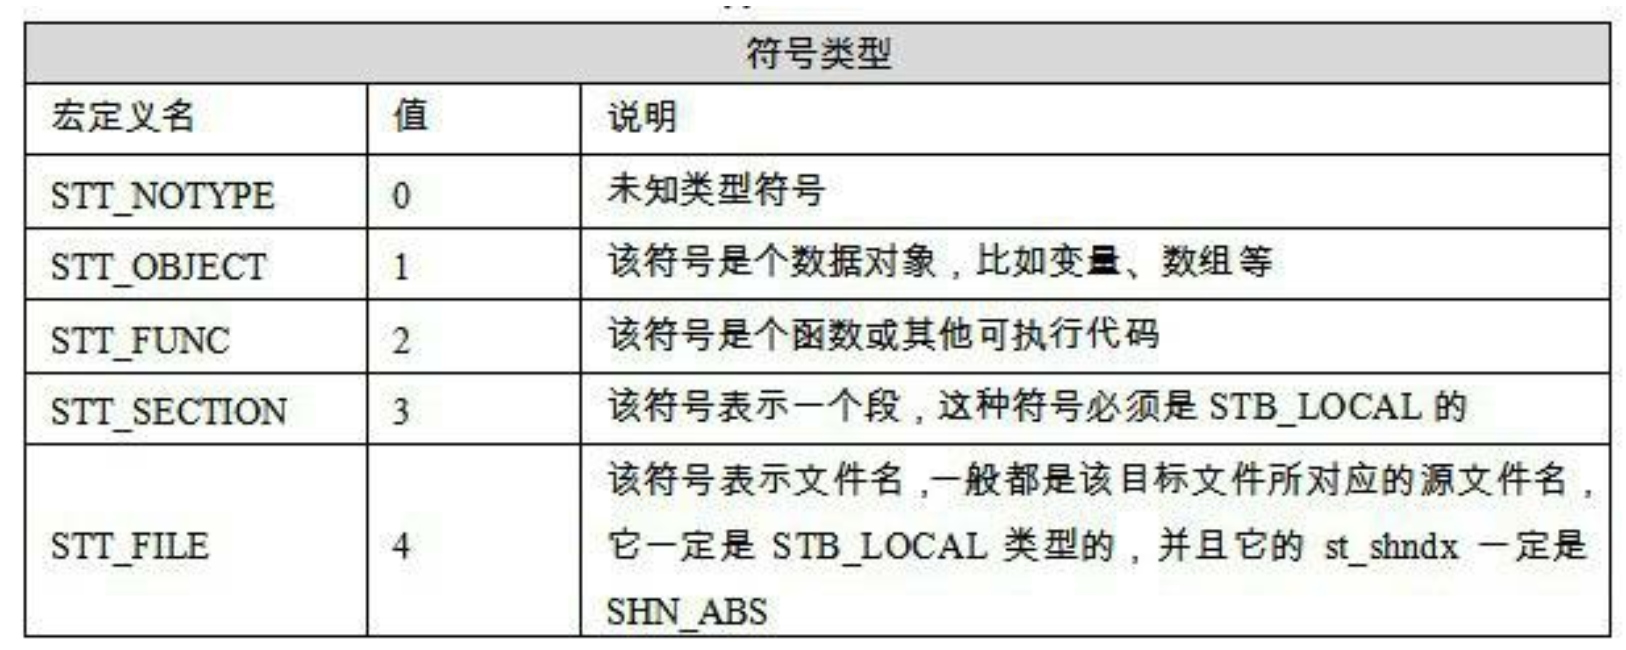 符号类型
宏定义名 值 说明
STT_NOTYPE 0 未知类型符号
STT_OBJECT 1 该符号是个数据对象，比如变量、数组等
STT_FUNC 2 该符号是个函数或其他可执行代码
STT_SECTION 3 该符号表示一个段，这种符号必须是 STB_LOCAL 的
该符号表示文件名，一般都是该目标文件所对应的源文件名，
STT_FILE 4 它一定是 STB_LOCAL 类型的，并且它的 st_shndx 一定是
SHN_ABS